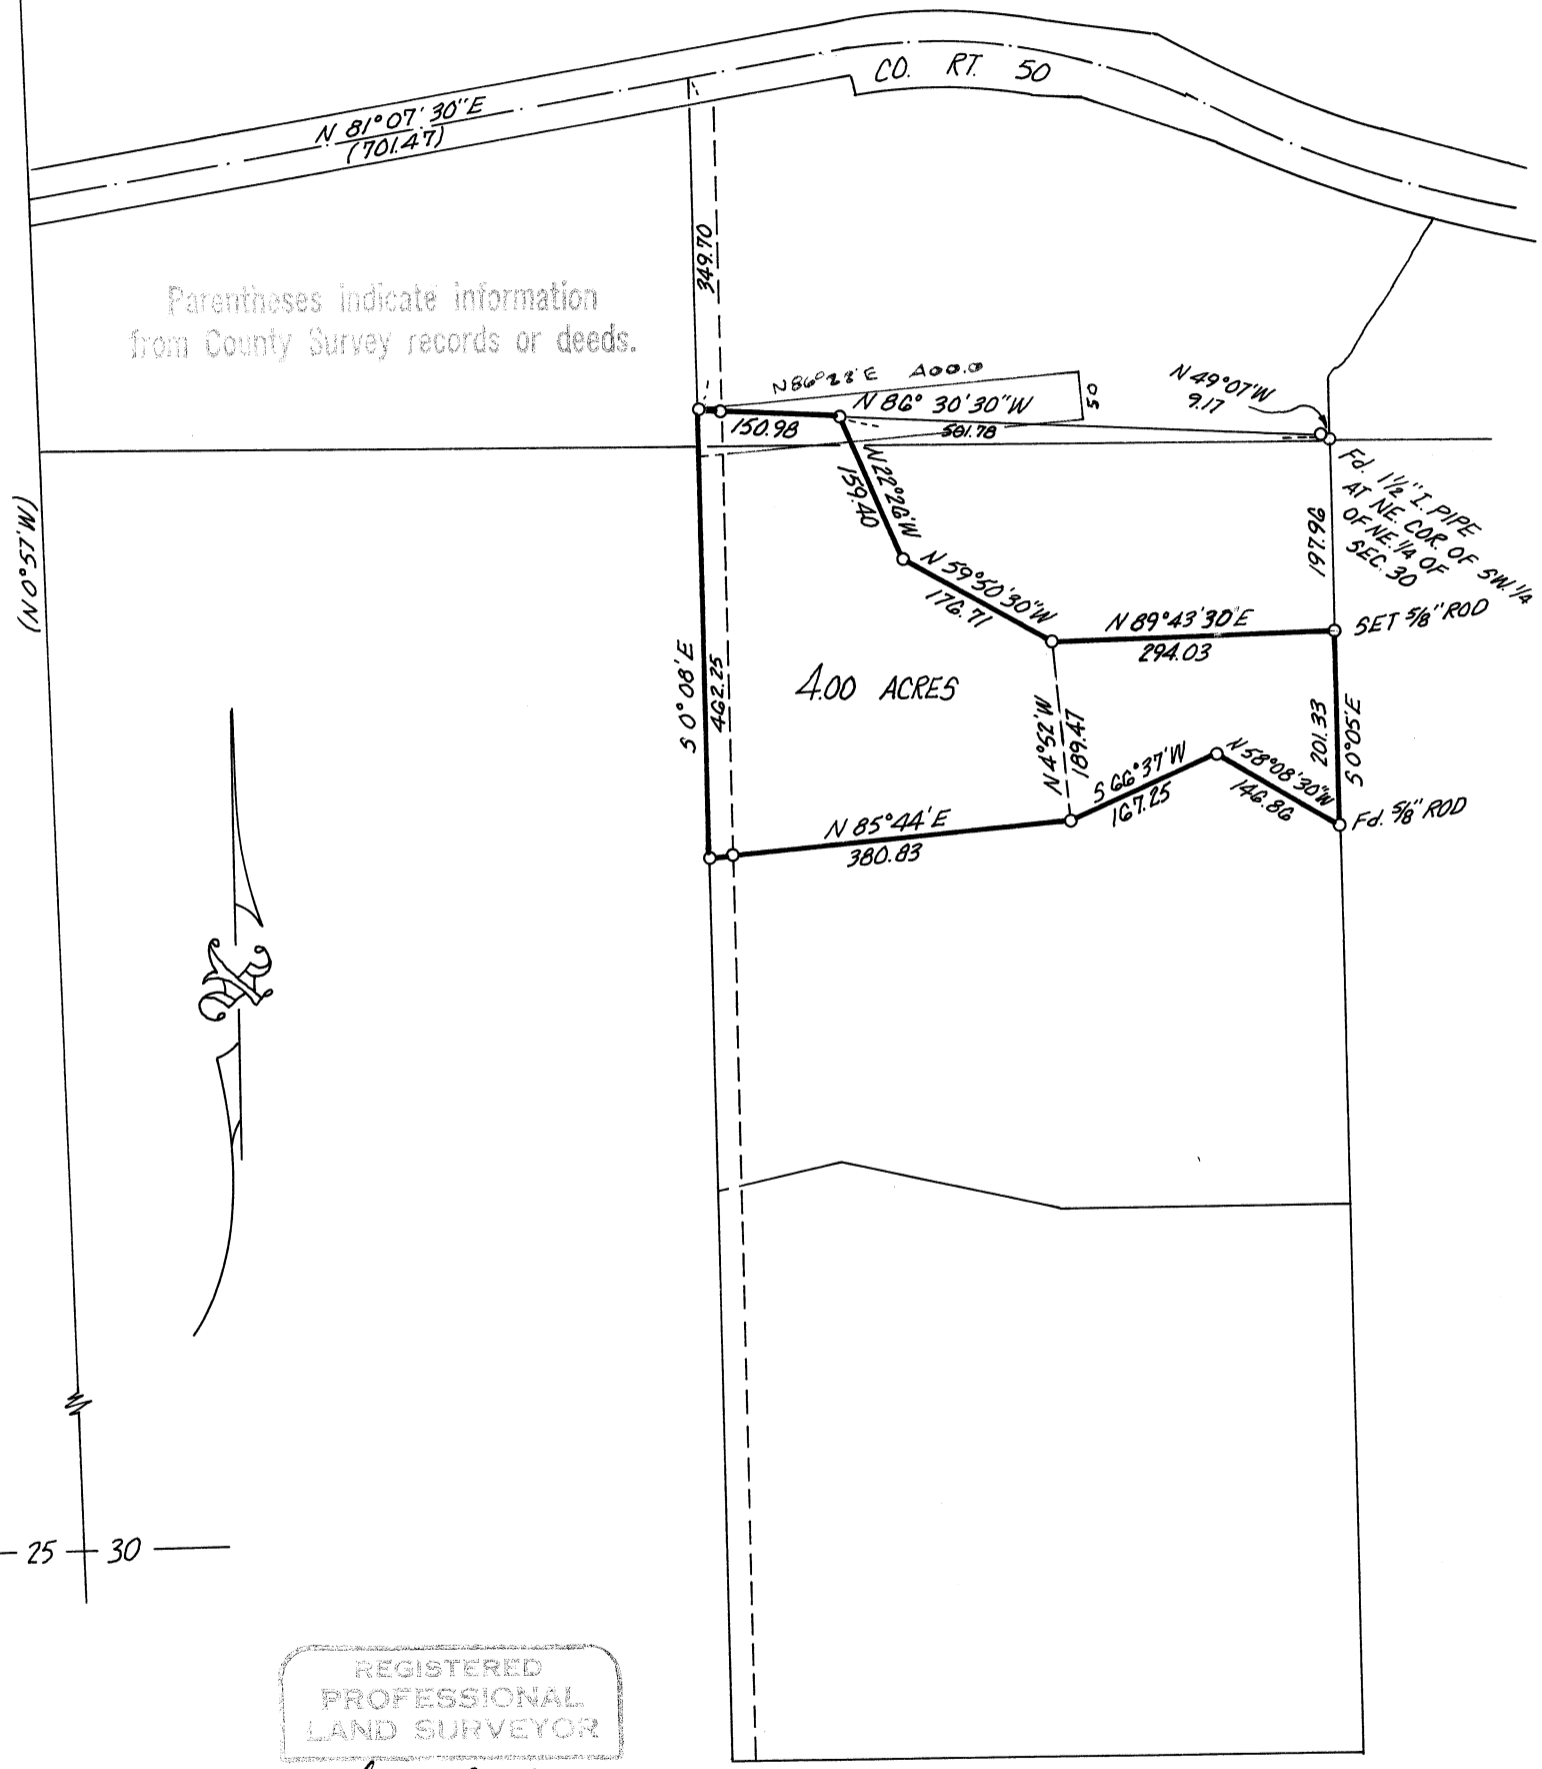 CO. RT. 50
N 81°07'30"E
(701.47)
349.70
Parentheses indicate information
from County Survey records or deeds.
N86°28'E 400.0
50
N 86° 30'30"W
150.98
501.78
N 49°07'W
9.17
Fd. 1½" I. PIPE
AT NE. COR. OF SW. 1/4
OF NE. 1/4 OF
SEC. 30
(N 0°57'W)
N22°26'W
159.40
197.96
N 59°50'30"W
176.71
N 89°43'30"E
294.03
SET 5/8" ROD
S 0°08'E
462.25
4.00 ACRES
N 4°52'W
189.47
S 66°37'W
167.25
N 58°08'30"W
146.86
201.33
S 0°05'E
Fd. 5/8" ROD
N 85°44'E
380.83
N
25 30
REGISTERED
PROFESSIONAL
LAND SURVEYOR